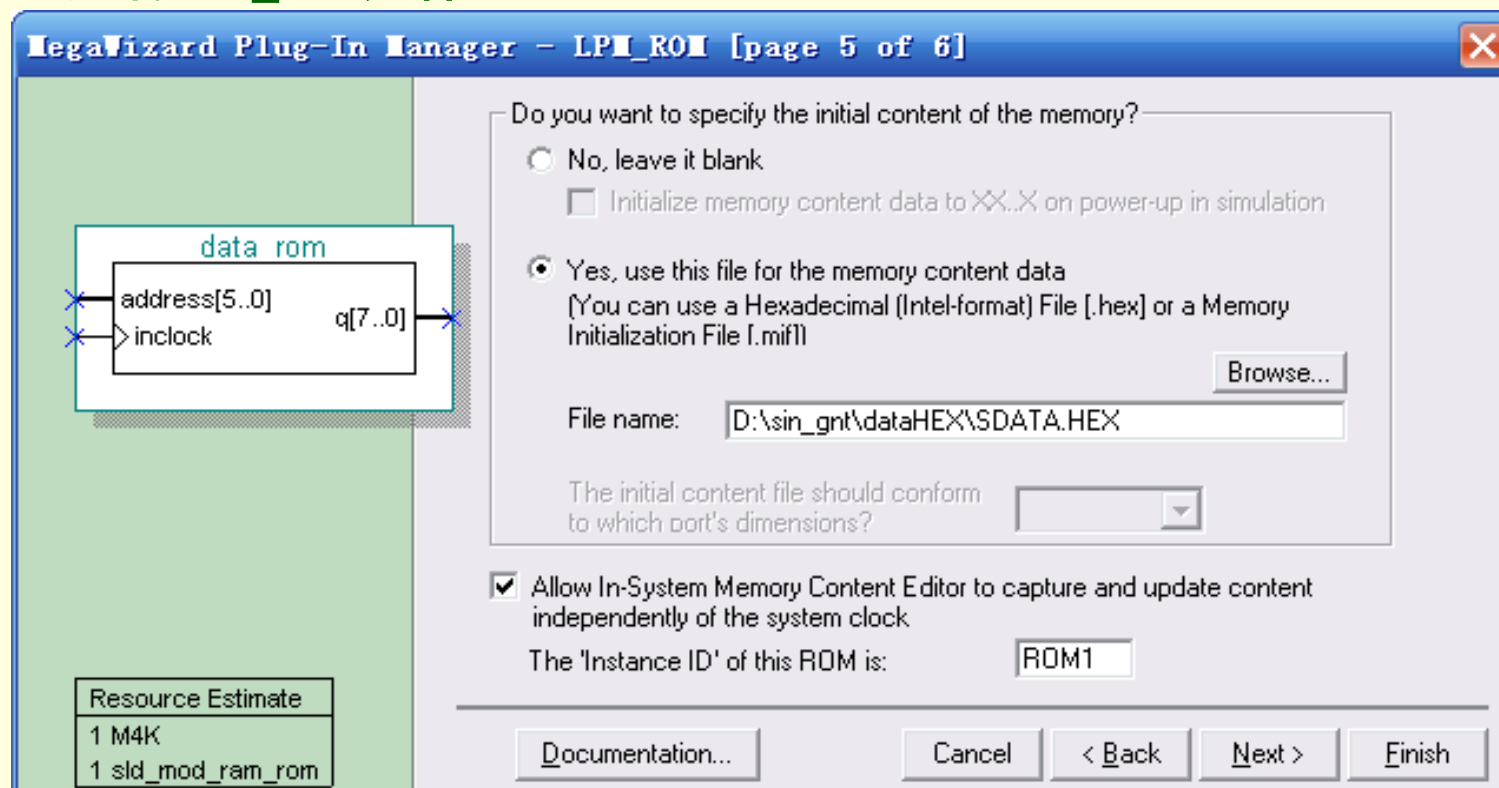 MegaWizard Plug-In Manager - LPM_ROM [page 5 of 6]
Do you want to specify the initial content of the memory?
No, leave it blank
Initialize memory content data to XX..X on power-up in simulation
data rom
address[5..0]
q[7..0]
inclock
Yes, use this file for the memory content data
(You can use a Hexadecimal (Intel-format) File [.hex] or a Memory
Initialization File [.mif])
Browse...
File name: D:\sin_gnt\dataHEX\SDATA.HEX
The initial content file should conform
to which port's dimensions?
Allow In-System Memory Content Editor to capture and update content
independently of the system clock
The 'Instance ID' of this ROM is: ROM1
Resource Estimate
1 M4K
1 sld_mod_ram_rom
Documentation... Cancel < Back Next > Finish